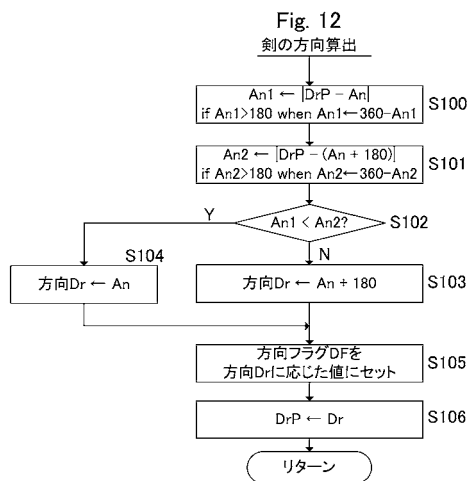 Fig. 12
剣の方向算出
An1 ← |DrP − An|
if An1>180 when An1←360-An1
S100
An2 ← |DrP − (An + 180)|
if An2>180 when An2←360-An2
S101
An1 < An2?
S102
Y
N
S104
方向Dr ← An
方向Dr ← An + 180
S103
方向フラグDFを
方向Drに応じた値にセット
S105
DrP ← Dr
S106
リターン